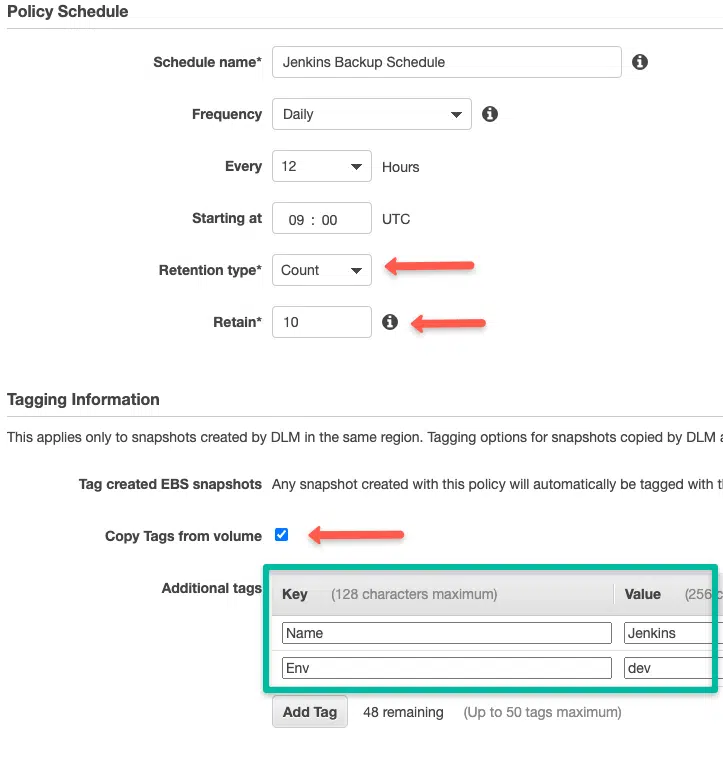 Policy Schedule
Schedule name* Jenkins Backup Schedule
Frequency Daily
Every 12 Hours
Starting at 09 : 00 UTC
Retention type* Count
Retain* 10
Tagging Information
This applies only to snapshots created by DLM in the same region. Tagging options for snapshots copied by DLM
Tag created EBS snapshots Any snapshot created with this policy will automatically be tagged with
Copy Tags from volume
Additional tags Key (128 characters maximum) Value (256
Name Jenkins
Env dev
Add Tag 48 remaining (Up to 50 tags maximum)